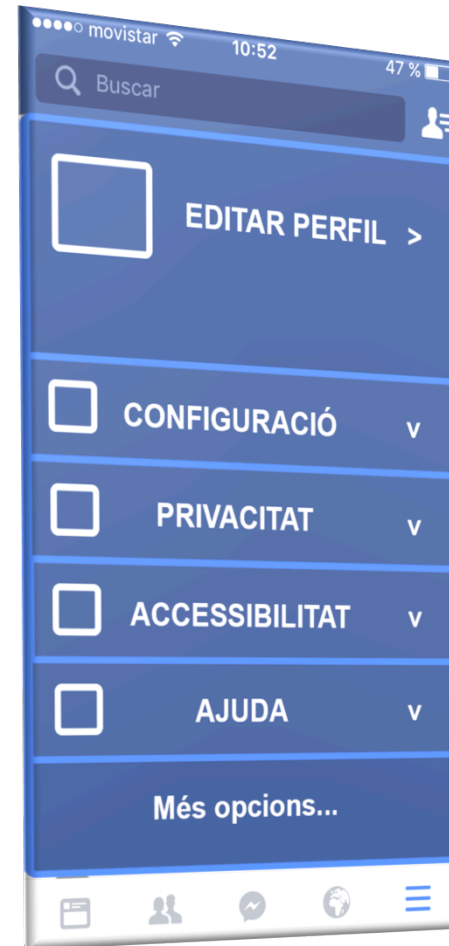 movistar 10:52 47 %
Buscar
EDITAR PERFIL >
CONFIGURACIÓ v
PRIVACITAT v
ACCESSIBILITAT v
AJUDA v
Més opcions...